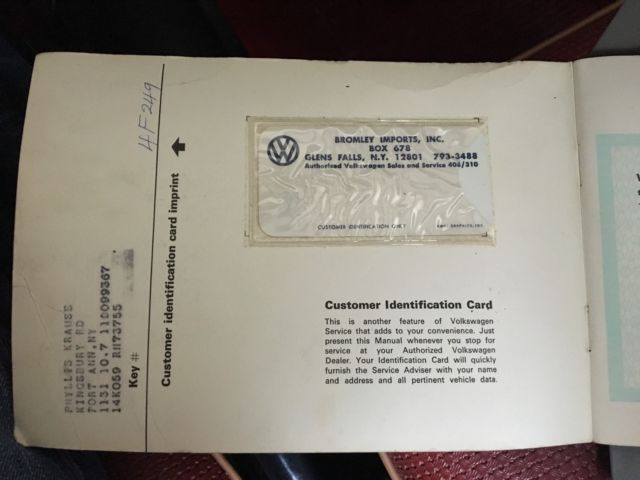 4F249
Customer identification card imprint
PHYLLIS KRAUSE
KINGSBURY RD
FORT ANN, NY
1131 10.7 118099367
14K059 RH73755
Key #
BROMLEY IMPORTS, INC.
BOX 678
GLENS FALLS, N.Y. 12801 793-3488
Authorized Volkswagen Sales and Service 406/310
CUSTOMER IDENTIFICATION ONLY
Customer Identification Card
This is another feature of Volkswagen
Service that adds to your convenience. Just
present this Manual whenever you stop for
service at your Authorized Volkswagen
Dealer. Your Identification Card will quickly
furnish the Service Adviser with your name
and address and all pertinent vehicle data.